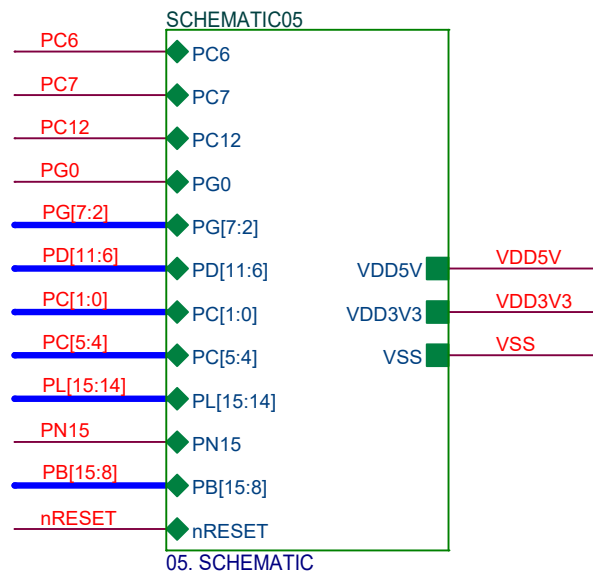 SCHEMATIC05
PC6 PC6
PC7 PC7
PC12 PC12
PG0 PG0
PG[7:2] PG[7:2]
PD[11:6] PD[11:6] VDD5V VDD5V
PC[1:0] PC[1:0] VDD3V3 VDD3V3
PC[5:4] PC[5:4] VSS VSS
PL[15:14] PL[15:14]
PN15 PN15
PB[15:8] PB[15:8]
nRESET nRESET
05. SCHEMATIC